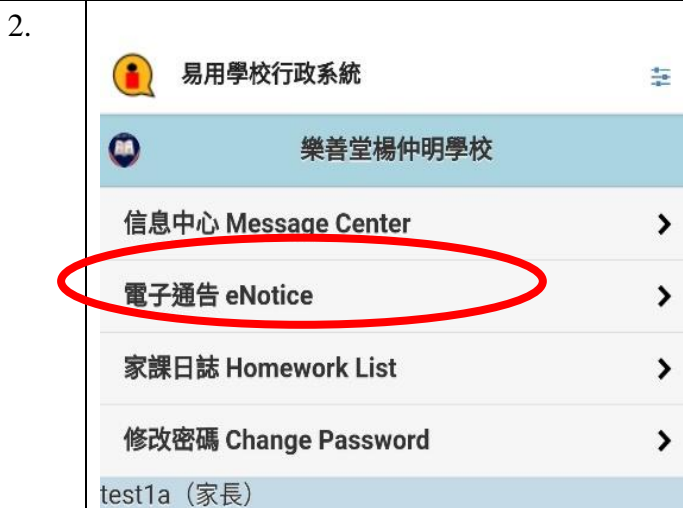 2.
易用學校行政系統
樂善堂楊仲明學校
信息中心 Message Center
電子通告 eNotice
家課日誌 Homework List
修改密碼 Change Password
test1a（家長）